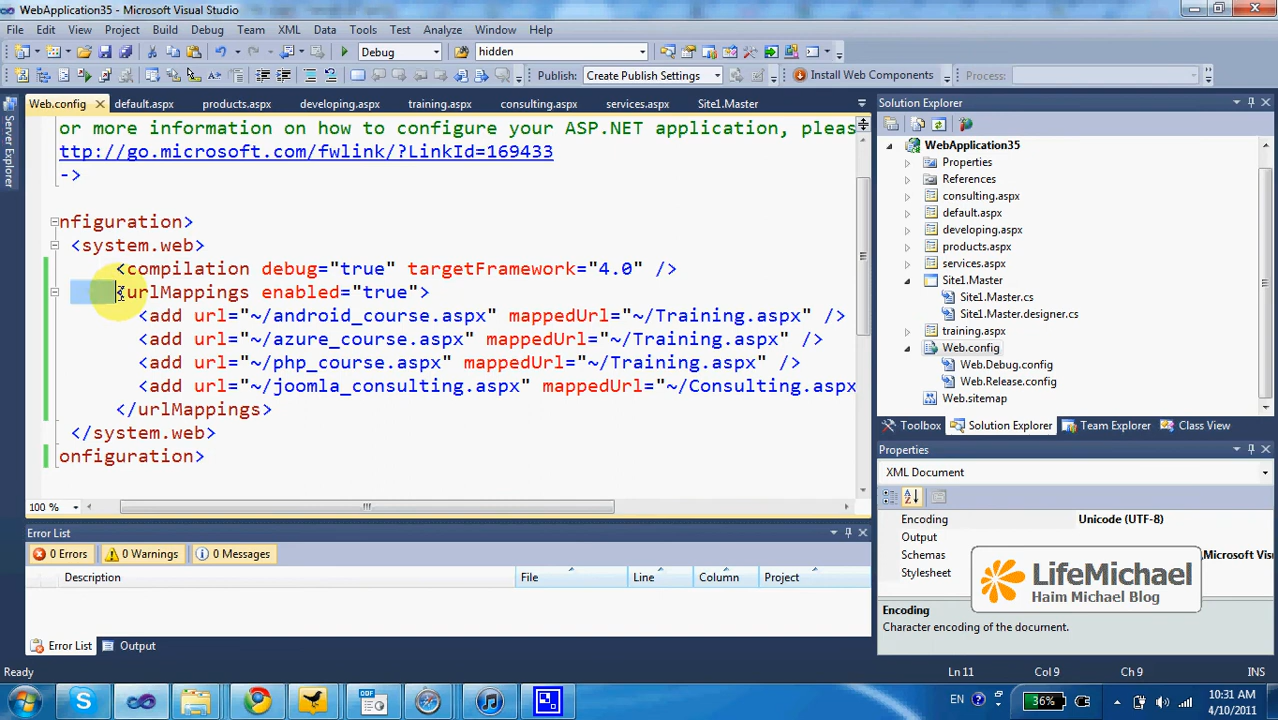 WebApplication35 - Microsoft Visual Studio
File Edit View Project Build Debug Team XML Data Tools Test Analyze Window Help
Debug hidden
Publish: Create Publish Settings Install Web Components Process:
Server Explorer
Web.config default.aspx products.aspx developing.aspx training.aspx consulting.aspx services.aspx Site1.Master
or more information on how to configure your ASP.NET application, pleas
ttp://go.microsoft.com/fwlink/?LinkId=169433
->
nfiguration>
<system.web>
<compilation debug="true" targetFramework="4.0" />
<urlMappings enabled="true">
<add url="~/android_course.aspx" mappedUrl="~/Training.aspx" />
<add url="~/azure_course.aspx" mappedUrl="~/Training.aspx" />
<add url="~/php_course.aspx" mappedUrl="~/Training.aspx" />
<add url="~/joomla_consulting.aspx" mappedUrl="~/Consulting.aspx
</urlMappings>
</system.web>
onfiguration>
100 %
Solution Explorer
WebApplication35
Properties
References
consulting.aspx
default.aspx
developing.aspx
products.aspx
services.aspx
Site1.Master
Site1.Master.cs
Site1.Master.designer.cs
training.aspx
Web.config
Web.Debug.config
Web.Release.config
Web.sitemap
Toolbox Solution Explorer Team Explorer Class View
Properties
XML Document
Encoding Unicode (UTF-8)
Output
Schemas Microsoft Vis
Stylesheet
LifeMichael
Haim Michael Blog
Encoding
Character encoding of the document.
Error List
0 Errors 0 Warnings 0 Messages
Description File Line Column Project
Error List Output
Ready Ln 11 Col 9 Ch 9 INS
EN 36% 10:31 AM
4/10/2011